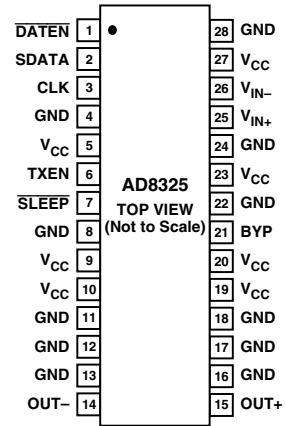 DATEN 1 28 GND
SDATA 2 27 VCC
CLK 3 26 VIN–
GND 4 25 VIN+
VCC 5 24 GND
TXEN 6 23 VCC
AD8325
SLEEP 7 22 GND
TOP VIEW
GND 8 (Not to Scale) 21 BYP
VCC 9 20 VCC
VCC 10 19 VCC
GND 11 18 GND
GND 12 17 GND
GND 13 16 GND
OUT– 14 15 OUT+